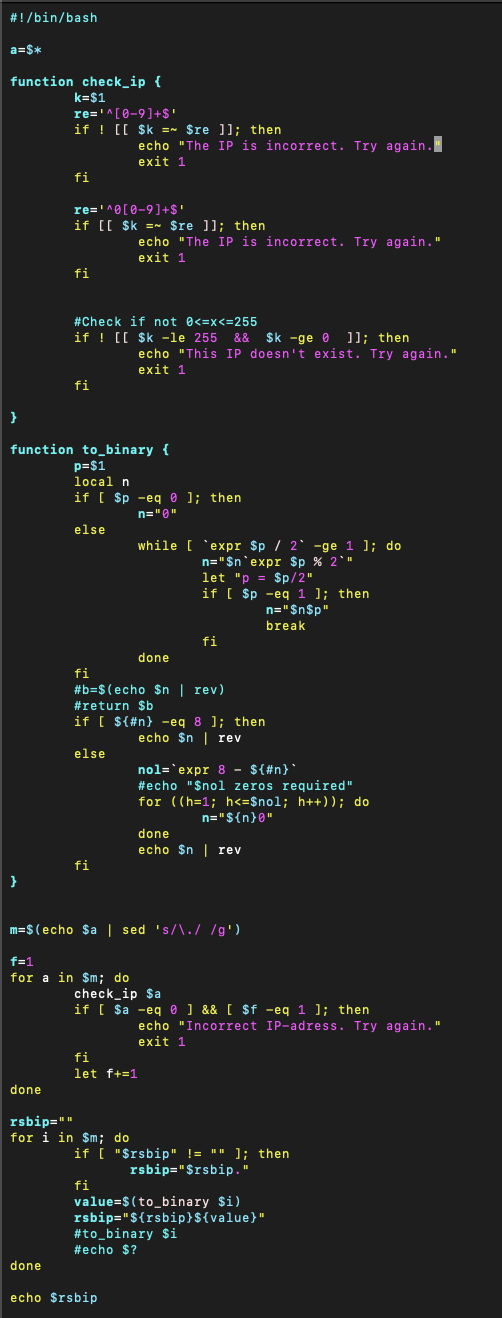 #!/bin/bash

a=$*

function check_ip {
        k=$1
        re='^[0-9]+$'
        if ! [[ $k =~ $re ]]; then
                echo "The IP is incorrect. Try again."
                exit 1
        fi

        re='^0[0-9]+$'
        if [[ $k =~ $re ]]; then
                echo "The IP is incorrect. Try again."
                exit 1
        fi


        #Check if not 0<=x<=255
        if ! [[ $k -le 255  &&  $k -ge 0  ]]; then
                echo "This IP doesn't exist. Try again."
                exit 1
        fi

}

function to_binary {
        p=$1
        local n
        if [ $p -eq 0 ]; then
                n="0"
        else
                while [ `expr $p / 2` -ge 1 ]; do
                        n="$n`expr $p % 2`"
                        let "p = $p/2"
                        if [ $p -eq 1 ]; then
                                n="$n$p"
                                break
                        fi
                done
        fi
        #b=$(echo $n | rev)
        #return $b
        if [ ${#n} -eq 8 ]; then
                echo $n | rev
        else
                nol=`expr 8 - ${#n}`
                #echo "$nol zeros required"
                for ((h=1; h<=$nol; h++)); do
                        n="${n}0"
                done
                echo $n | rev
        fi
}


m=$(echo $a | sed 's/\./ /g')

f=1
for a in $m; do
        check_ip $a
        if [ $a -eq 0 ] && [ $f -eq 1 ]; then
                echo "Incorrect IP-adress. Try again."
                exit 1
        fi
        let f+=1
done

rsbip=""
for i in $m; do
        if [ "$rsbip" != "" ]; then
               rsbip="$rsbip."
        fi
        value=$(to_binary $i)
        rsbip="${rsbip}${value}"
        #to_binary $i
        #echo $?
done

echo $rsbip